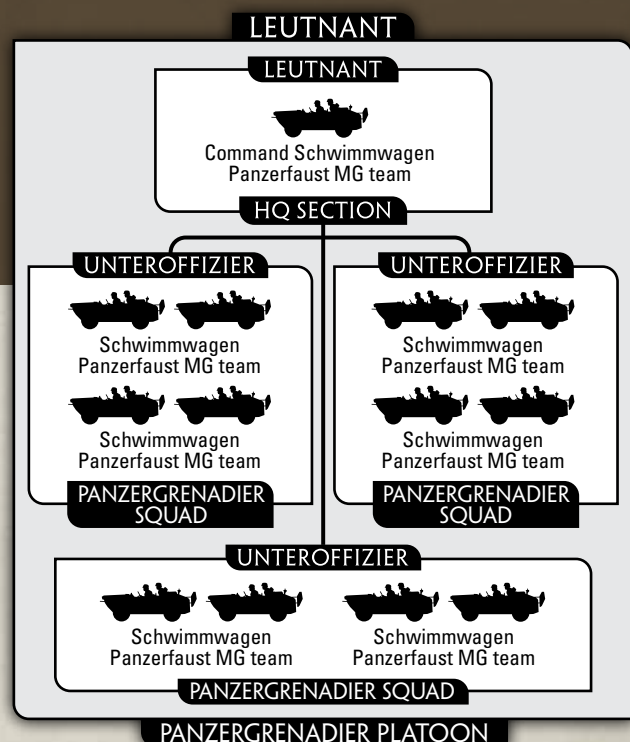 LEUTNANT
LEUTNANT
Command Schwimmwagen
Panzerfaust MG team
HQ SECTION
UNTEROFFIZIER
Schwimmwagen
Panzerfaust MG team
Schwimmwagen
Panzerfaust MG team
PANZERGRENADIER
SQUAD
UNTEROFFIZIER
Schwimmwagen
Panzerfaust MG team
Schwimmwagen
Panzerfaust MG team
PANZERGRENADIER
SQUAD
UNTEROFFIZIER
Schwimmwagen
Panzerfaust MG team
Schwimmwagen
Panzerfaust MG team
PANZERGRENADIER SQUAD
PANZERGRENADIER PLATOON